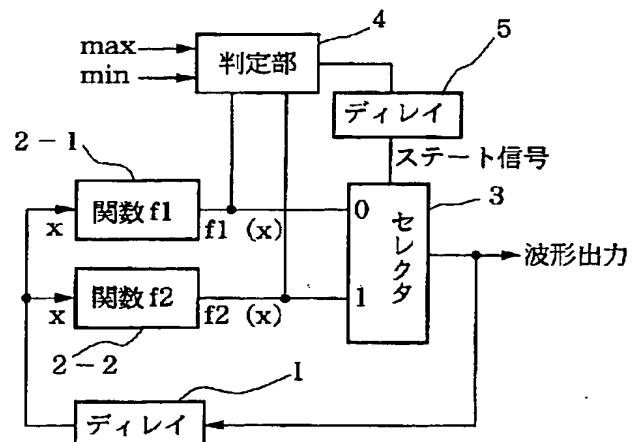 4
max
min
判定部
5
ディレイ
2-1
ステート信号
3
関数 f1
x
f1 (x)
0
セレクタ
波形出力
関数 f2
x
f2 (x)
1
2-2
1
ディレイ